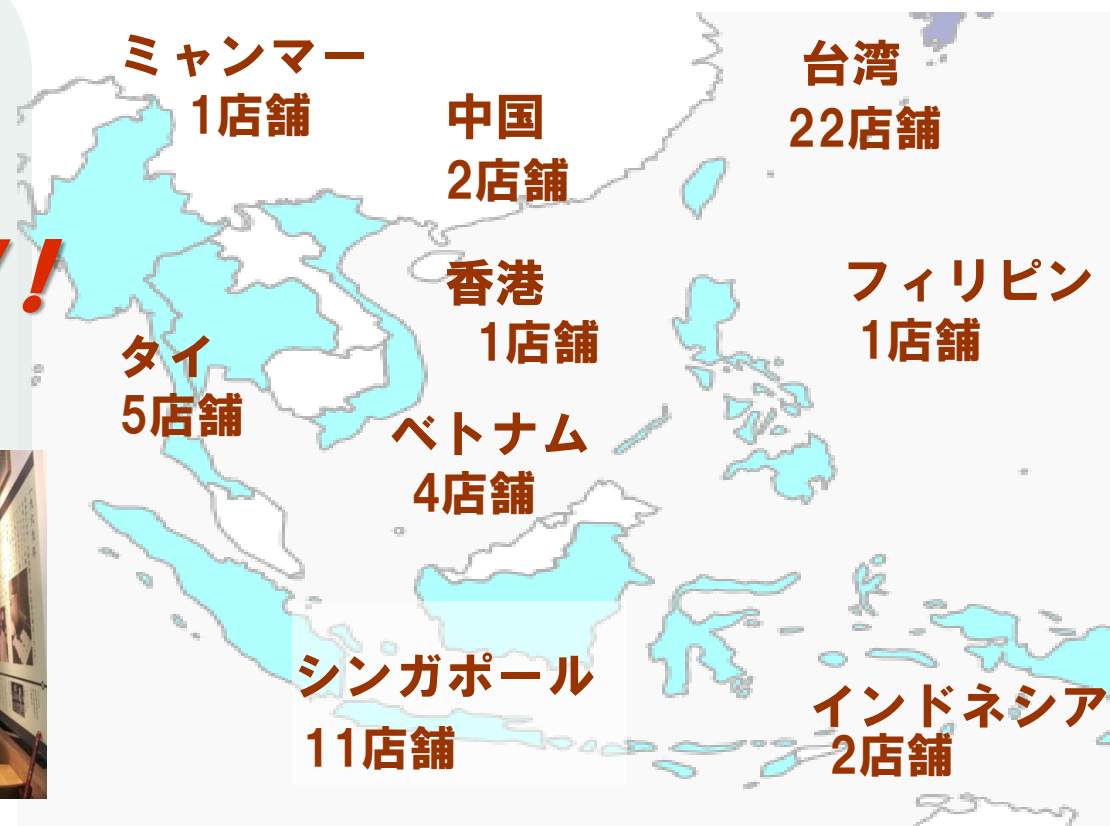 ミャンマー
1店舗
中国
2店舗
台湾
22店舗
!
香港
1店舗
フィリピン
1店舗
タイ
5店舗
ベトナム
4店舗
シンガポール
11店舗
インドネシア
2店舗